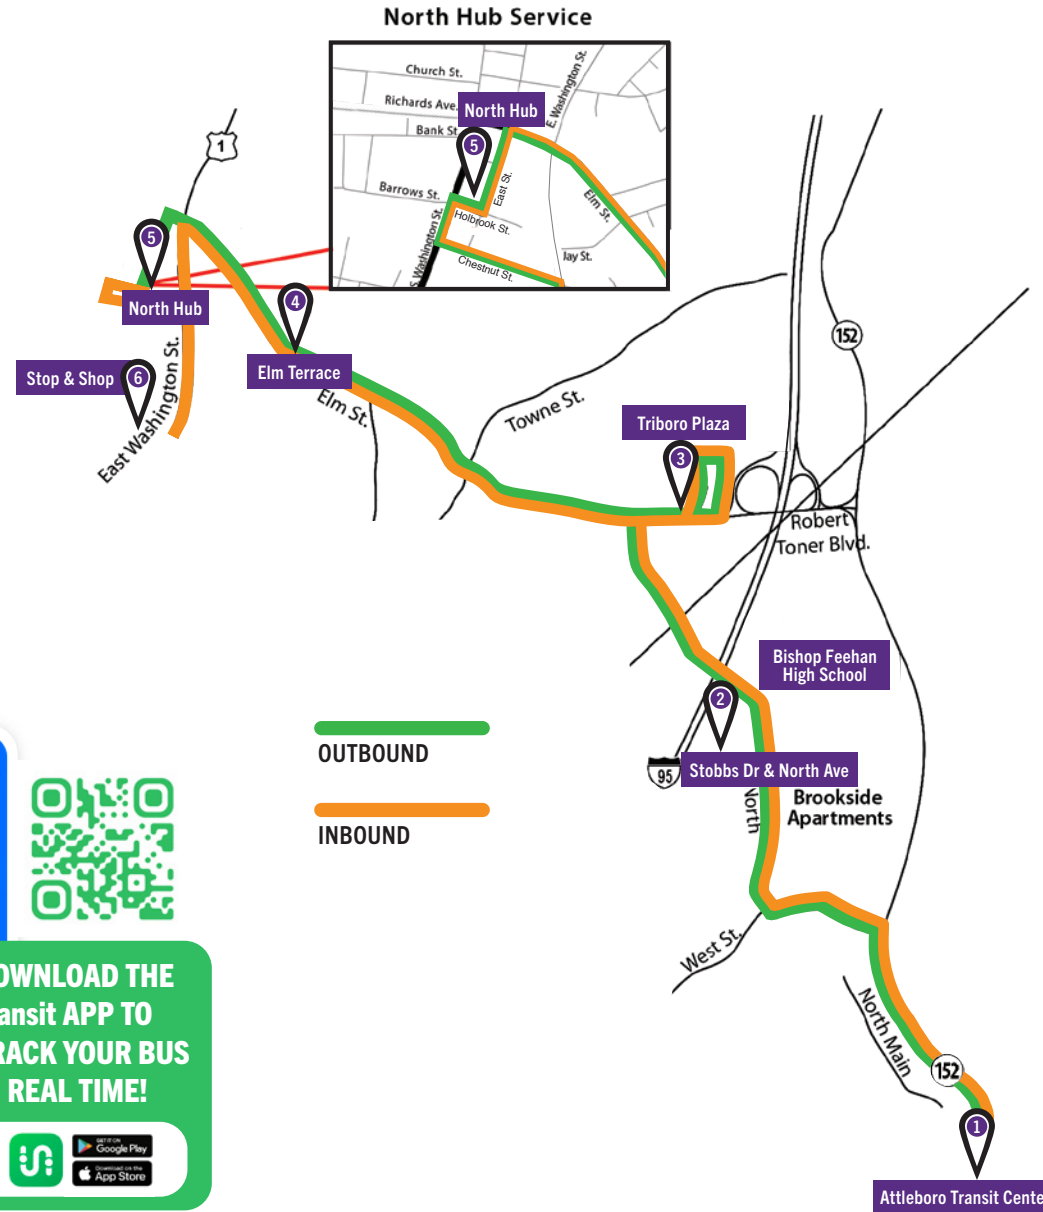 North Hub Service
Church St.
Richards Ave.
Bank St.
E. Washington St.
North Hub
5
Barrows St.
East St.
Elm St.
Holbrook St.
S. Washington St.
Jay St.
Chestnut St.
1
5
North Hub
4
Elm Terrace
Stop & Shop
6
East Washington St.
Elm St.
Towne St.
152
Triboro Plaza
3
Robert
Toner Blvd.
Bishop Feehan
High School
2
95
Stobbs Dr & North Ave
North
Brookside
Apartments
OUTBOUND
INBOUND
West St.
North Main
152
1
Attleboro Transit Cente
OWNLOAD THE
ansit APP TO
RACK YOUR BUS
REAL TIME!
GET IT ON
Google Play
Download on the
App Store